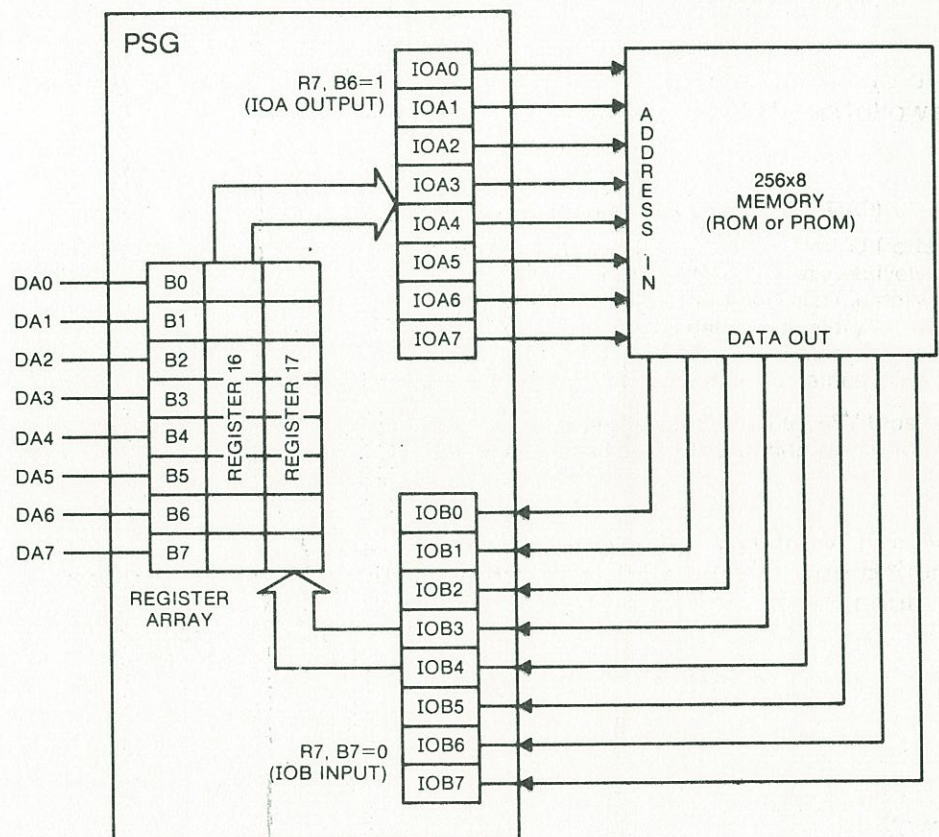 PSG
R7, B6=1
(IOA OUTPUT)
IOA0
IOA1
IOA2
IOA3
IOA4
IOA5
IOA6
IOA7
ADDRESS IN
256x8
MEMORY
(ROM or PROM)
DATA OUT
DA0
DA1
DA2
DA3
DA4
DA5
DA6
DA7
B0
B1
B2
B3
B4
B5
B6
B7
REGISTER 16
REGISTER 17
REGISTER
ARRAY
IOB0
IOB1
IOB2
IOB3
IOB4
IOB5
IOB6
IOB7
R7, B7=0
(IOB INPUT)